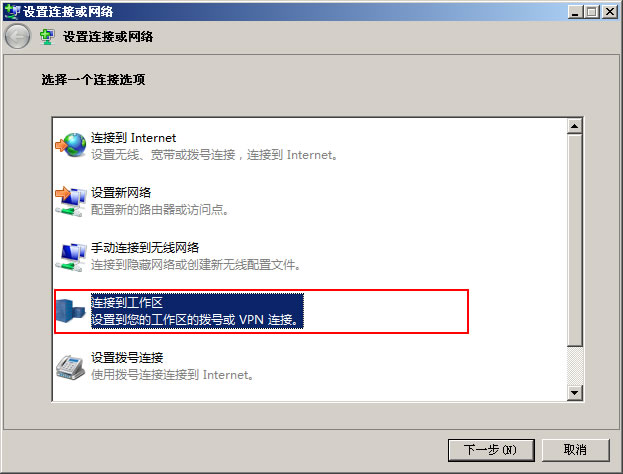 设置连接或网络
设置连接或网络
选择一个连接选项
连接到 Internet
设置无线、宽带或拨号连接，连接到 Internet。
设置新网络
配置新的路由器或访问点。
手动连接到无线网络
连接到隐藏网络或创建新无线配置文件。
连接到工作区
设置到您的工作区的拨号或 VPN 连接。
设置拨号连接
使用拨号连接连接到 Internet。
下一步(N)
取消